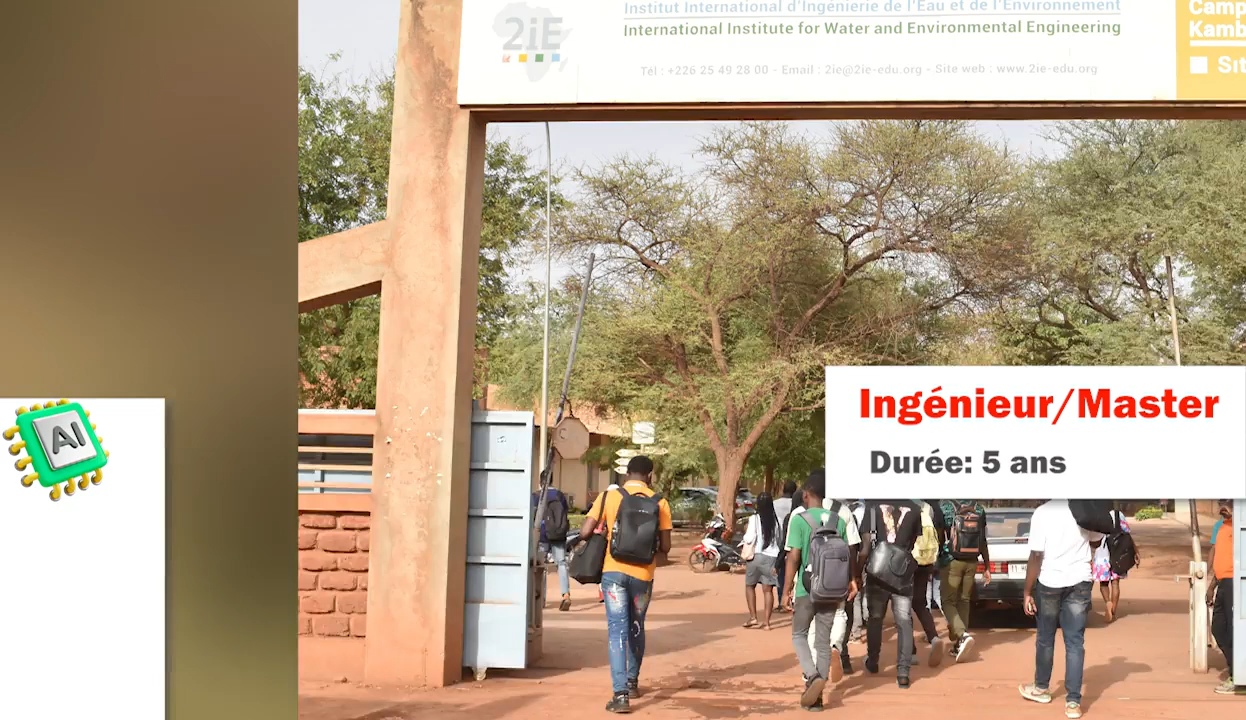 2iE
Institut International d'Ingénierie de l'Eau et de l'Environnement
International Institute for Water and Environmental Engineering
Tél : +226 25 49 28 00 - Email : 2ie@2ie-edu.org - Site web : www.2ie-edu.org
Camp
Kamb
Sit
AI
Ingénieur/Master
Durée: 5 ans